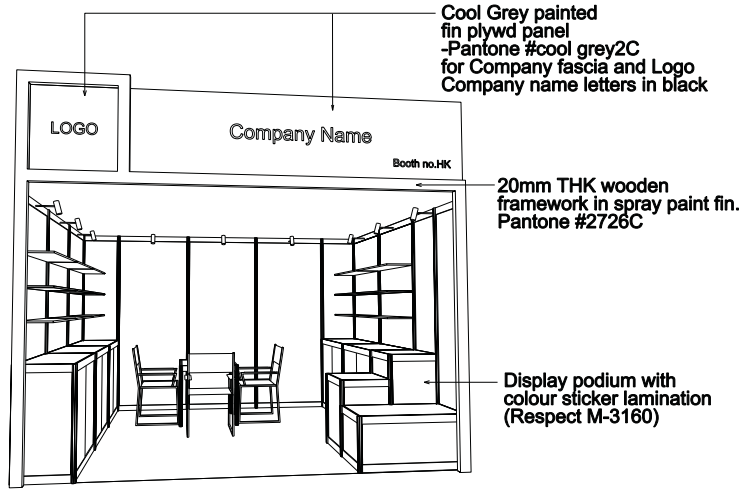 Cool Grey painted
fin plywd panel
-Pantone #cool grey2C
for Company fascia and Logo
Company name letters in black
LOGO
Company Name
Booth no.HK
20mm THK wooden
framework in spray paint fin.
Pantone #2726C
Display podium with
colour sticker lamination
(Respect M-3160)